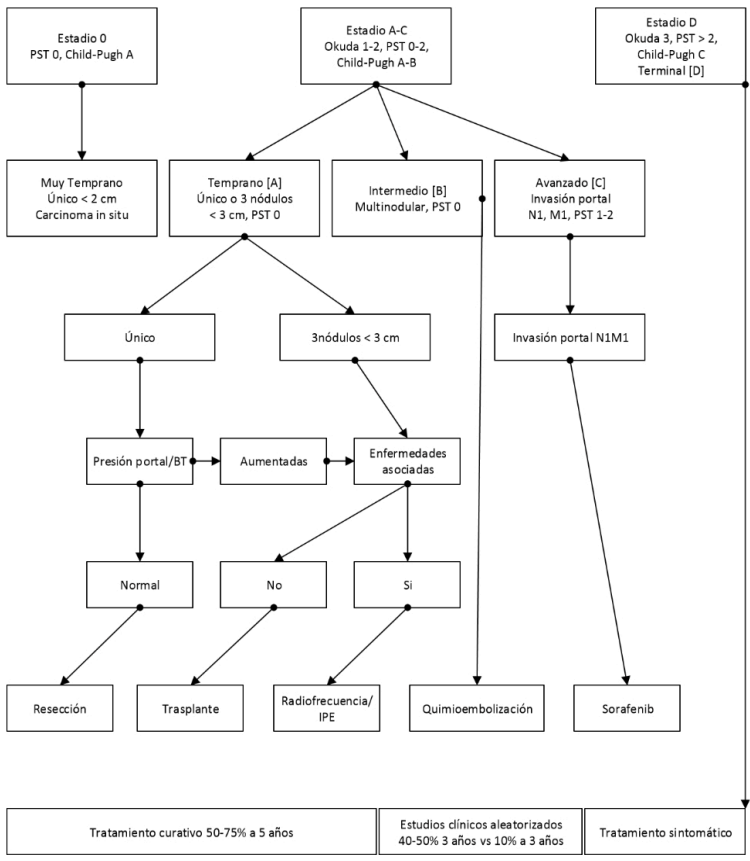 Estadio 0
PST 0, Child-Pugh A
Estadio A-C
Okuda 1-2, PST 0-2,
Child-Pugh A-B
Estadio D
Okuda 3, PST > 2,
Child-Pugh C
Terminal [D]
Muy Temprano
Único < 2 cm
Carcinoma in situ
Temprano [A]
Único o 3 nódulos
< 3 cm, PST 0
Intermedio [B]
Multinodular, PST 0
Avanzado [C]
Invasión portal
N1, M1, PST 1-2
Único
3nódulos < 3 cm
Invasión portal N1M1
Presión portal/BT
Aumentadas
Enfermedades
asociadas
Normal
No
Si
Resección
Trasplante
Radiofrecuencia/
IPE
Quimioembolización
Sorafenib
Tratamiento curativo 50-75% a 5 años
Estudios clínicos aleatorizados
40-50% 3 años vs 10% a 3 años
Tratamiento sintomático